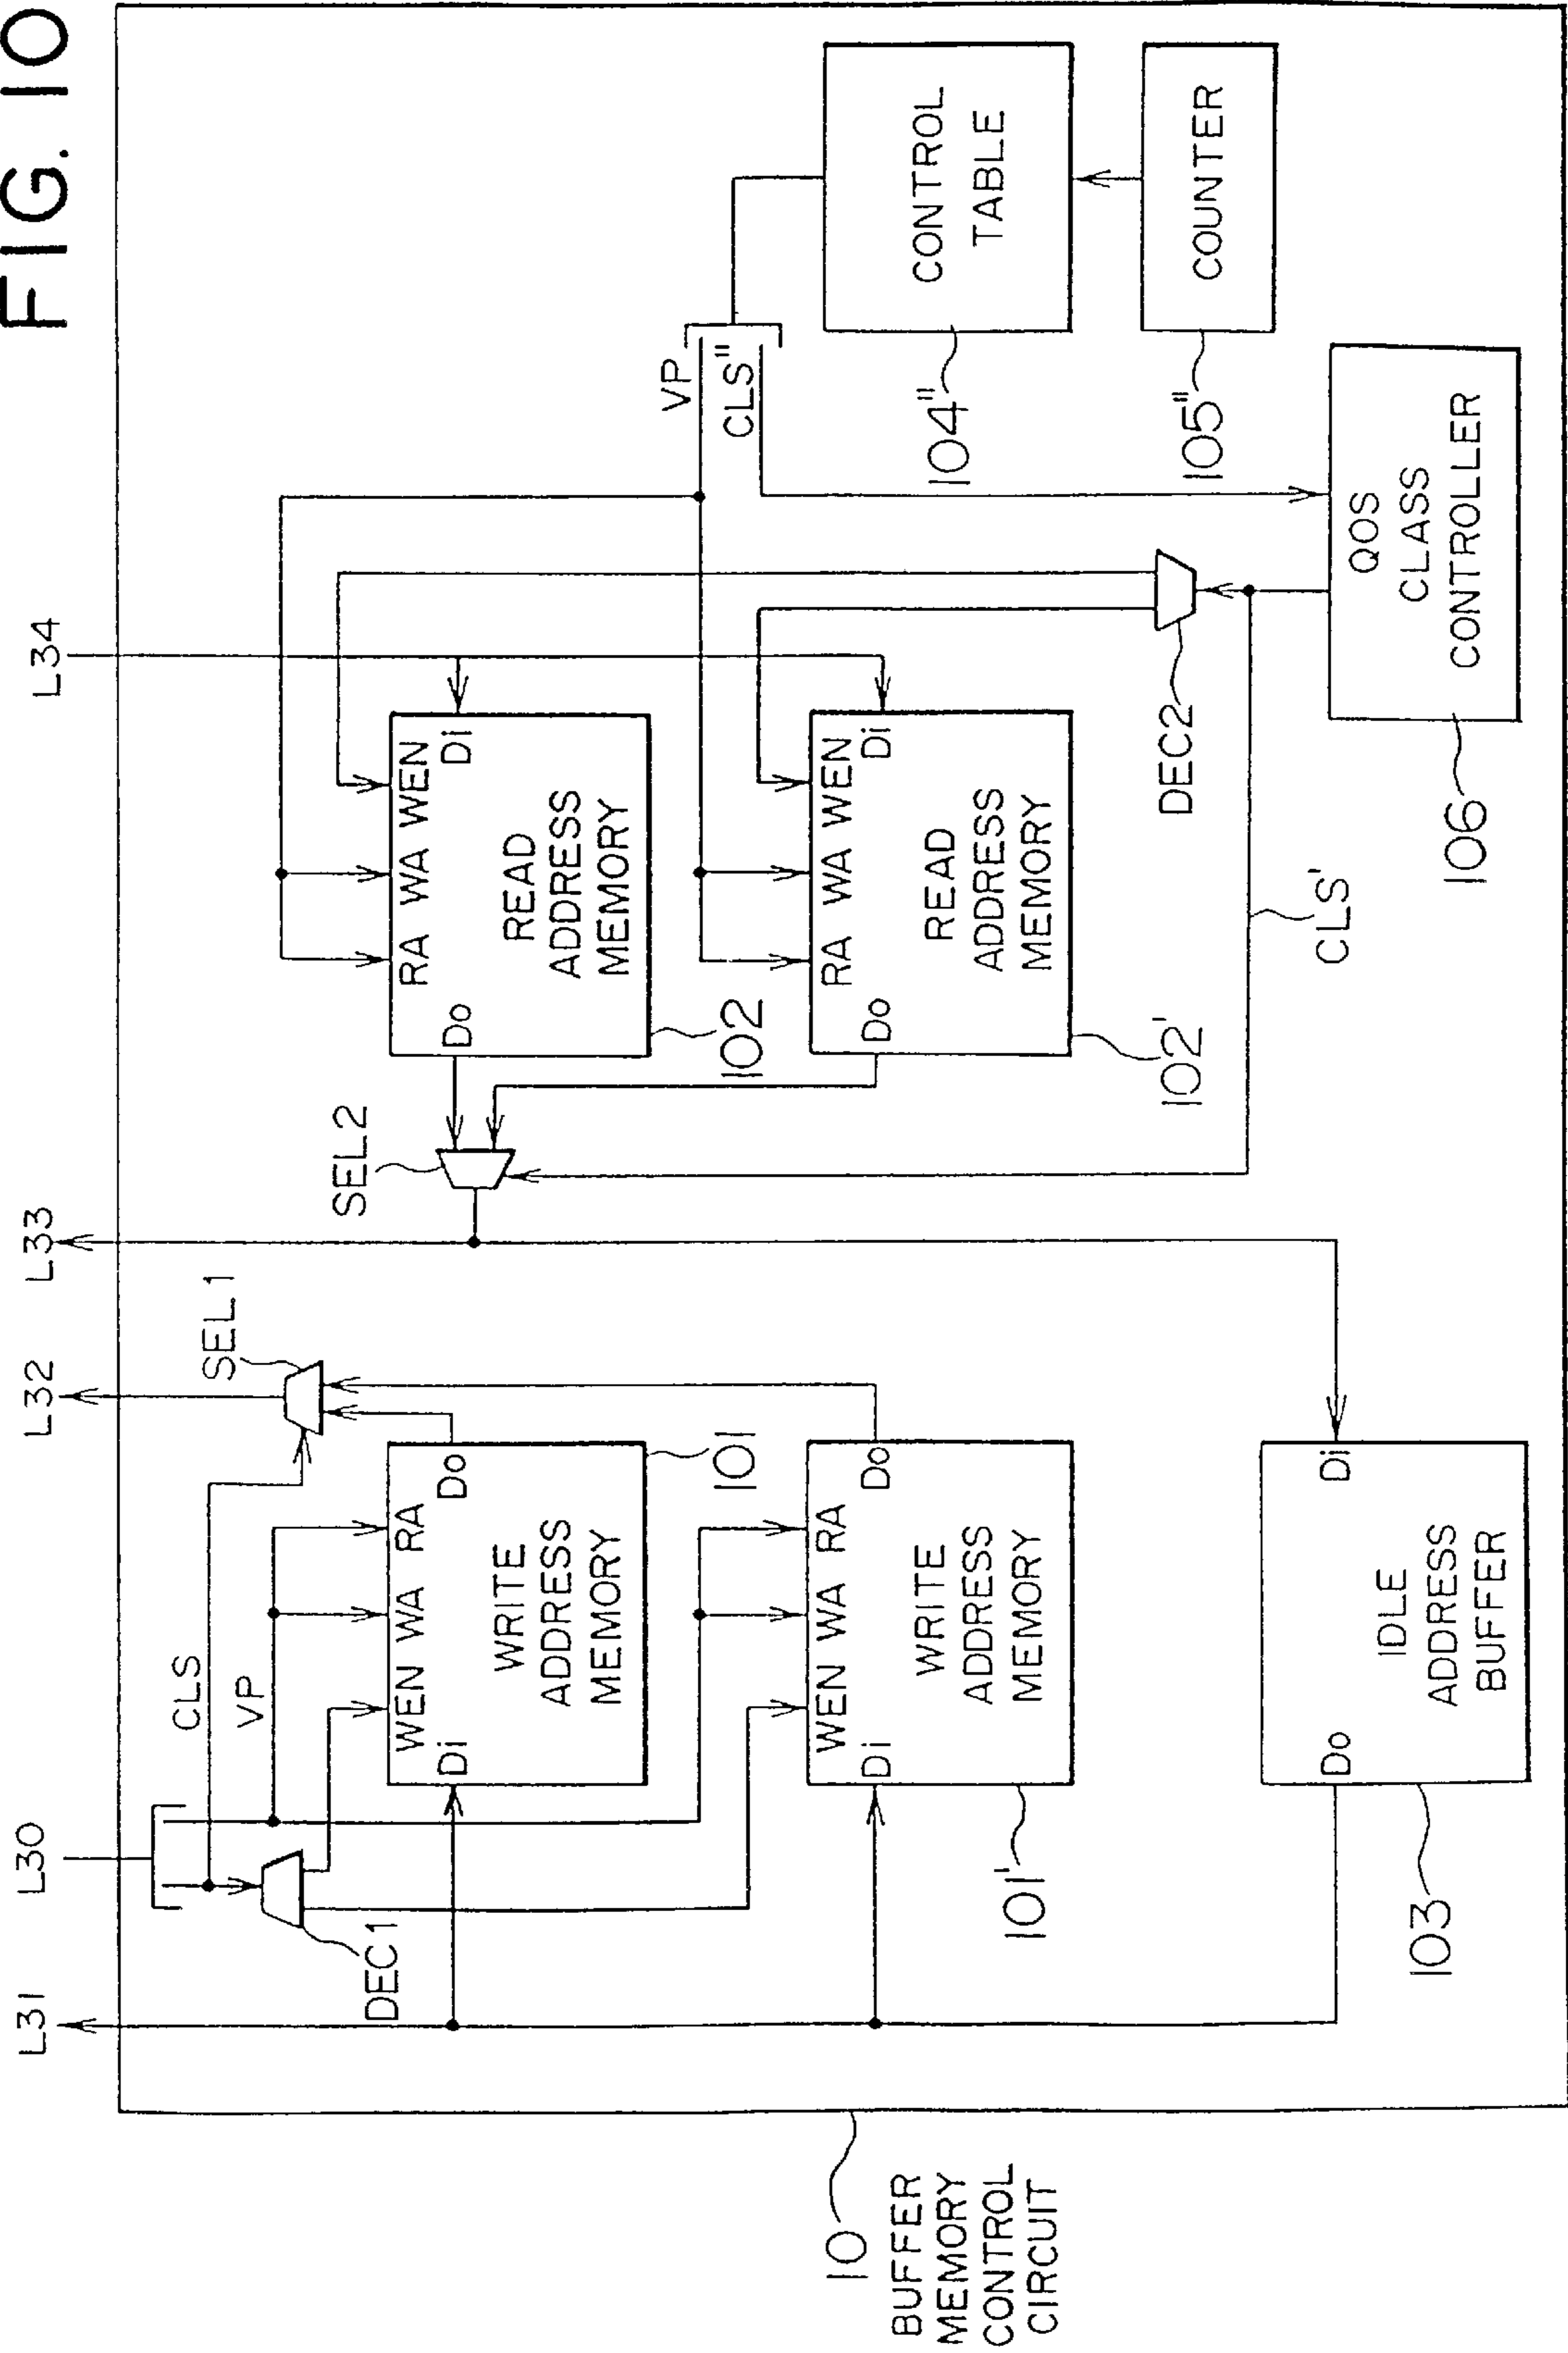 FIG. 10
L31
L30
L32
L33
L34
DEC1
CLS
VP
SEL1
WEN WA RA
Di
Do
WRITE
ADDRESS
MEMORY
101
WEN WA RA
Di
Do
WRITE
ADDRESS
MEMORY
101'
Do
Di
IDLE
ADDRESS
BUFFER
103
SEL2
RA WA WEN
Do
Di
READ
ADDRESS
MEMORY
102
RA WA WEN
Do
Di
READ
ADDRESS
MEMORY
102'
DEC2
CLS'
VP
CLS"
CONTROL
TABLE
104"
COUNTER
105"
QOS
CLASS
CONTROLLER
106
10
BUFFER
MEMORY
CONTROL
CIRCUIT